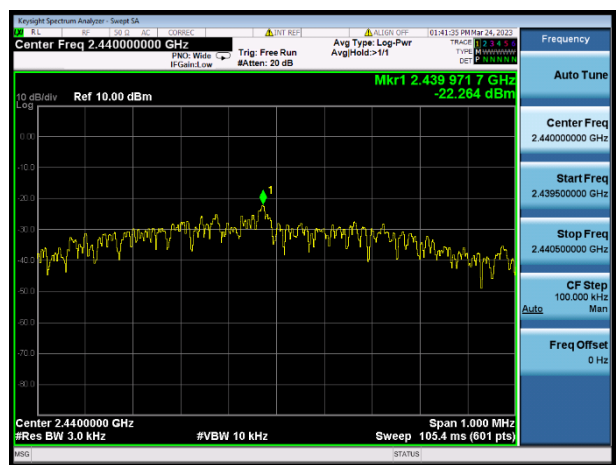 Keysight Spectrum Analyzer - Swept SA
RL RF 50 Ω AC CORREC INT REF ALIGN OFF 01:41:35 PM Mar 24, 2023
Center Freq 2.440000000 GHz
PNO: Wide
IFGain:Low
Trig: Free Run
#Atten: 20 dB
Avg Type: Log-Pwr
Avg|Hold:>1/1
TRACE 1 2 3 4 5 6
TYPE M WWWWW
DET P N N N N N
Frequency
Mkr1 2.439 971 7 GHz
-22.264 dBm
10 dB/div
Log
Ref 10.00 dBm
0.00
-10.0
-20.0
-30.0
-40.0
-50.0
-60.0
-70.0
-80.0
1
Center 2.4400000 GHz
Span 1.000 MHz
#Res BW 3.0 kHz
#VBW 10 kHz
Sweep 105.4 ms (601 pts)
MSG
STATUS
Auto Tune
Center Freq
2.440000000 GHz
Start Freq
2.439500000 GHz
Stop Freq
2.440500000 GHz
CF Step
100.000 kHz
Auto Man
Freq Offset
0 Hz